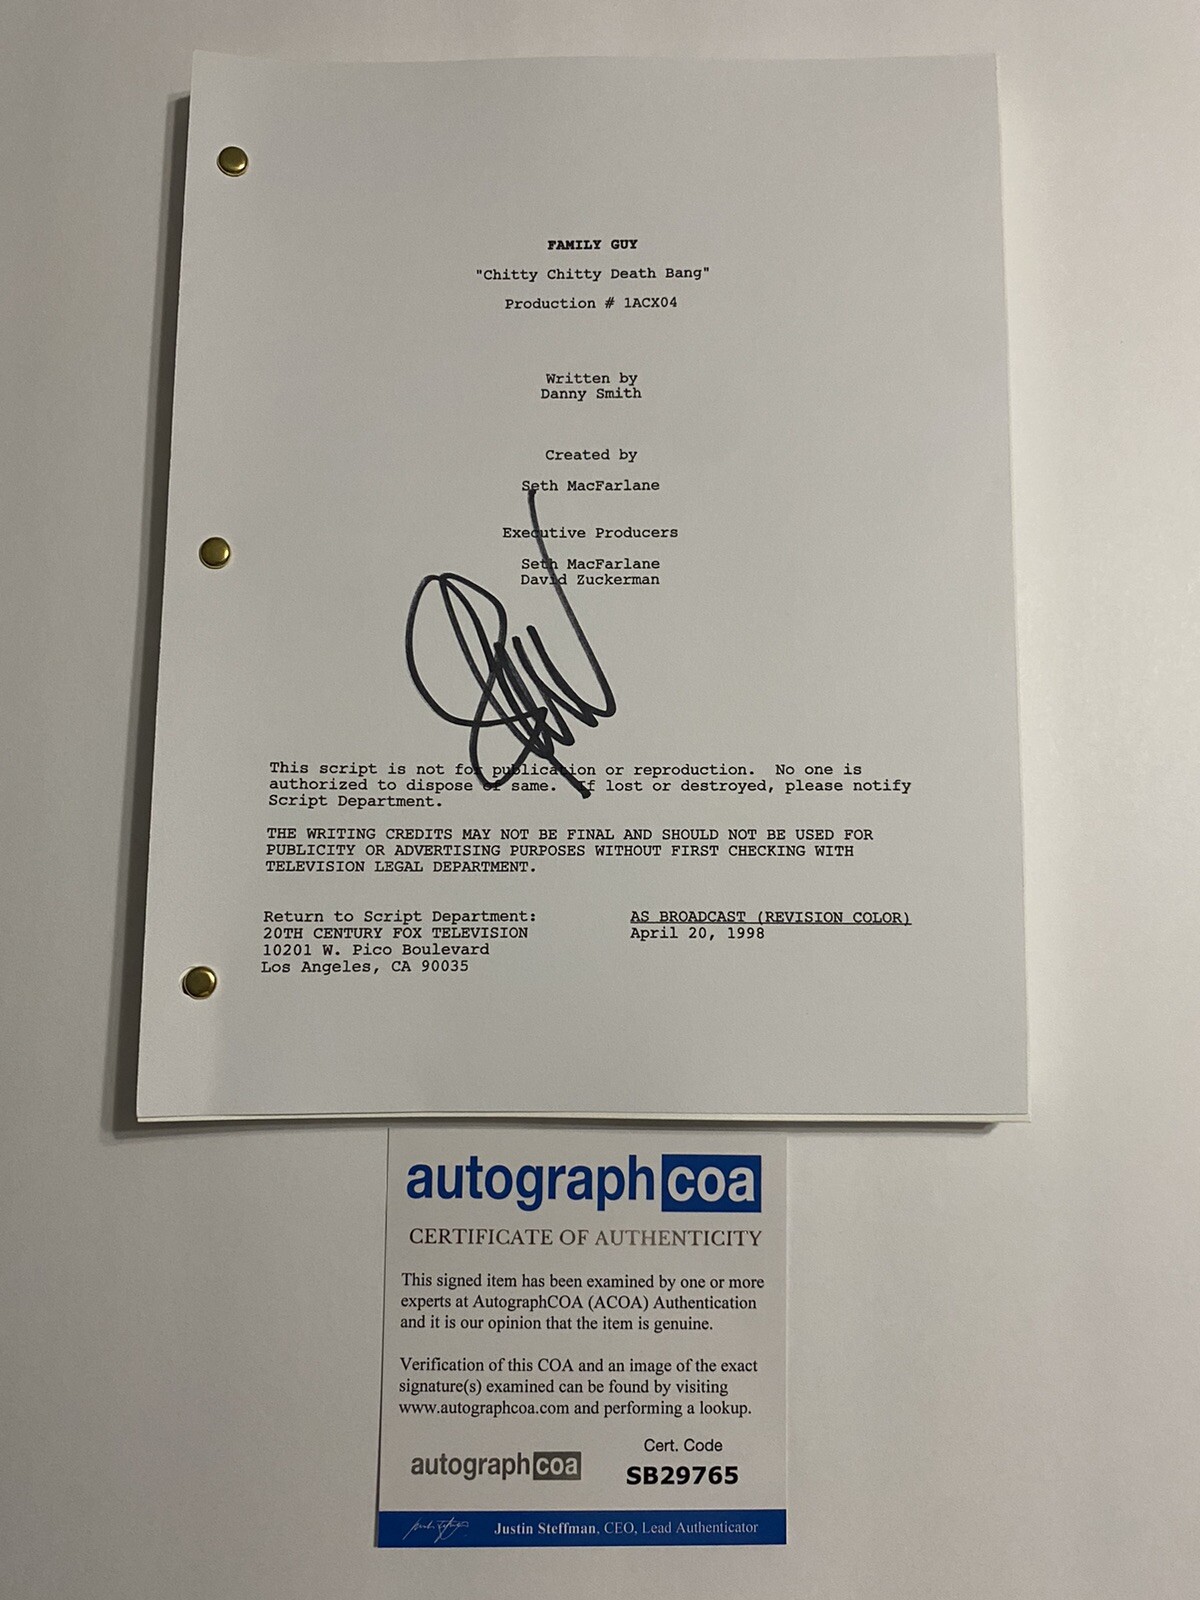 FAMILY GUY
"Chitty Chitty Death Bang"
Production # 1ACX04
Written by
Danny Smith
Created by
Seth MacFarlane
Executive Producers
Seth MacFarlane
David Zuckerman
This script is not for publication or reproduction. No one is
authorized to dispose of same. If lost or destroyed, please notify
Script Department.
THE WRITING CREDITS MAY NOT BE FINAL AND SHOULD NOT BE USED FOR
PUBLICITY OR ADVERTISING PURPOSES WITHOUT FIRST CHECKING WITH
TELEVISION LEGAL DEPARTMENT.
Return to Script Department:
20TH CENTURY FOX TELEVISION
10201 W. Pico Boulevard
Los Angeles, CA 90035
AS BROADCAST (REVISION COLOR)
April 20, 1998
autographcoa
CERTIFICATE OF AUTHENTICITY
This signed item has been examined by one or more
experts at AutographCOA (ACOA) Authentication
and it is our opinion that the item is genuine.
Verification of this COA and an image of the exact
signature(s) examined can be found by visiting
www.autographcoa.com and performing a lookup.
autographcoa
Cert. Code
SB29765
Justin Steffman, CEO, Lead Authenticator